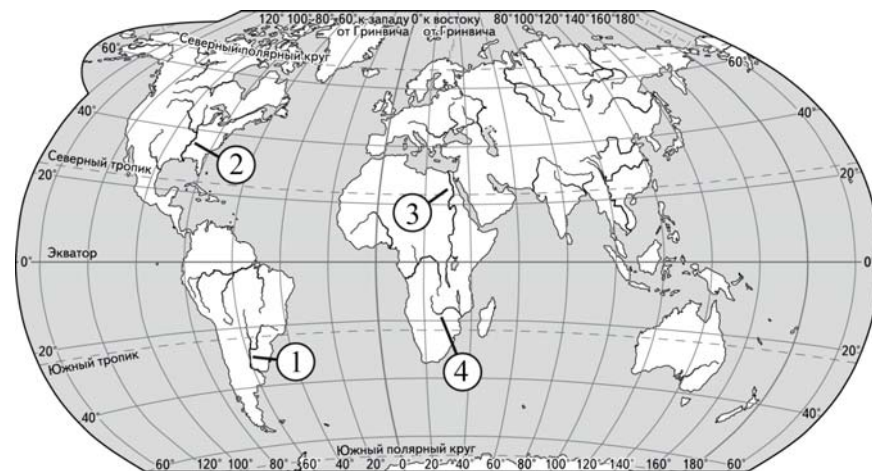 120° 100° 80° 60° к западу 0° к востоку 80° 100° 120° 140° 160° 180°
от Гринвича от Гринвича
Северный полярный круг
60° 60°
40° 40°
Северный тропик
20° 20°
2
3
Экватор
0° 0°
1
4
Южный тропик
20° 20°
40° 40°
Южный полярный круг
60° 120° 100° 80° 60° 40° 20° 0° 20° 40° 60° 80° 100° 120° 140° 160° 180° 60°